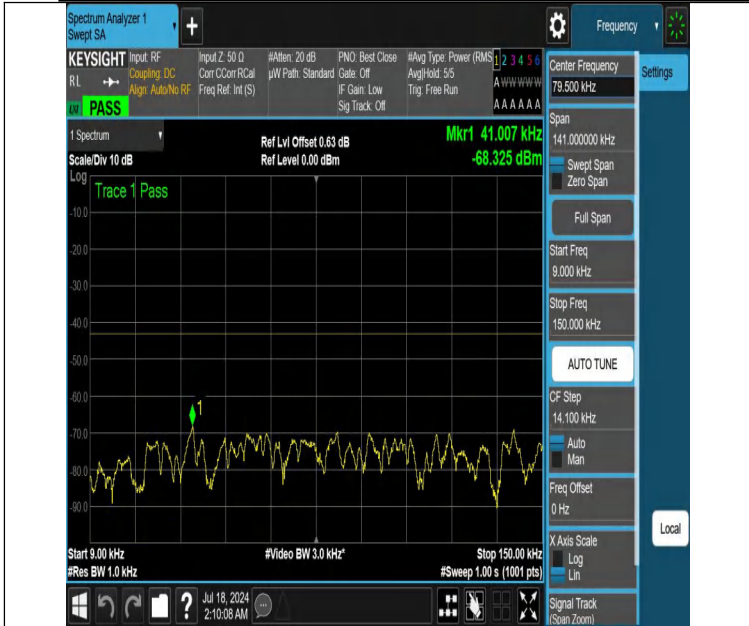 Spectrum Analyzer 1
Swept SA
Frequency
KEYSIGHT
RL
PASS
Input: RF
Coupling: DC
Align: Auto/No RF
Input Z: 50 Ω
Corr CCorr RCal
Freq Ref: Int (S)
#Atten: 20 dB
µW Path: Standard
PNO: Best Close
Gate: Off
IF Gain: Low
Sig Track: Off
#Avg Type: Power (RMS
Avg|Hold: 5/5
Trig: Free Run
1 2 3 4 5 6
A W W W W W
A A A A A A
Center Frequency
79.500 kHz
Settings
1 Spectrum
Scale/Div 10 dB
Ref Lvl Offset 0.63 dB
Ref Level 0.00 dBm
Mkr1 41.007 kHz
-68.325 dBm
Log
Trace 1 Pass
-10.0
-20.0
-30.0
-40.0
-50.0
-60.0
-70.0
-80.0
-90.0
1
Start 9.00 kHz
#Res BW 1.0 kHz
#Video BW 3.0 kHz*
Stop 150.00 kHz
#Sweep 1.00 s (1001 pts)
Span
141.000000 kHz
Swept Span
Zero Span
Full Span
Start Freq
9.000 kHz
Stop Freq
150.000 kHz
AUTO TUNE
CF Step
14.100 kHz
Auto
Man
Freq Offset
0 Hz
X Axis Scale
Log
Lin
Local
Signal Track
(Span Zoom)
?
Jul 18, 2024
2:10:08 AM